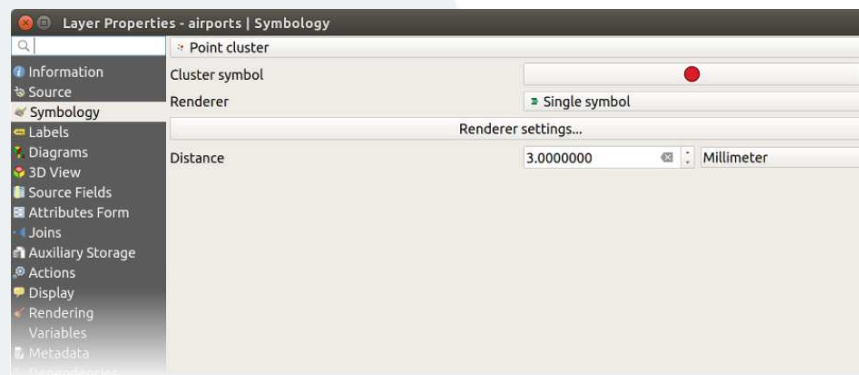 Layer Properties - airports | Symbology
Point cluster
Information
Cluster symbol
Source
Renderer
Single symbol
Symbology
Renderer settings...
Labels
Diagrams
Distance
3.0000000
Millimeter
3D View
Source Fields
Attributes Form
Joins
Auxiliary Storage
Actions
Display
Rendering
Variables
Metadata
Dependencies